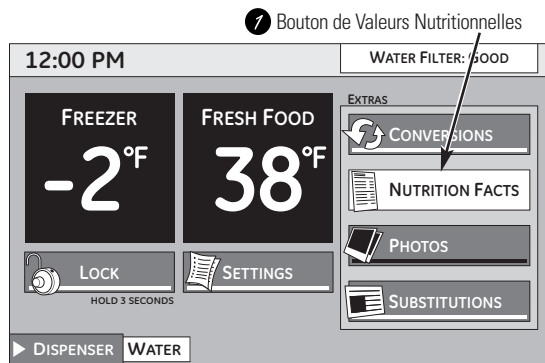 1 Bouton de Valeurs Nutritionnelles
12:00 PM
WATER FILTER: GOOD
FREEZER
-2°F
FRESH FOOD
38°F
EXTRAS
CONVERSIONS
NUTRITION FACTS
PHOTOS
SUBSTITUTIONS
LOCK
HOLD 3 SECONDS
SETTINGS
DISPENSER WATER